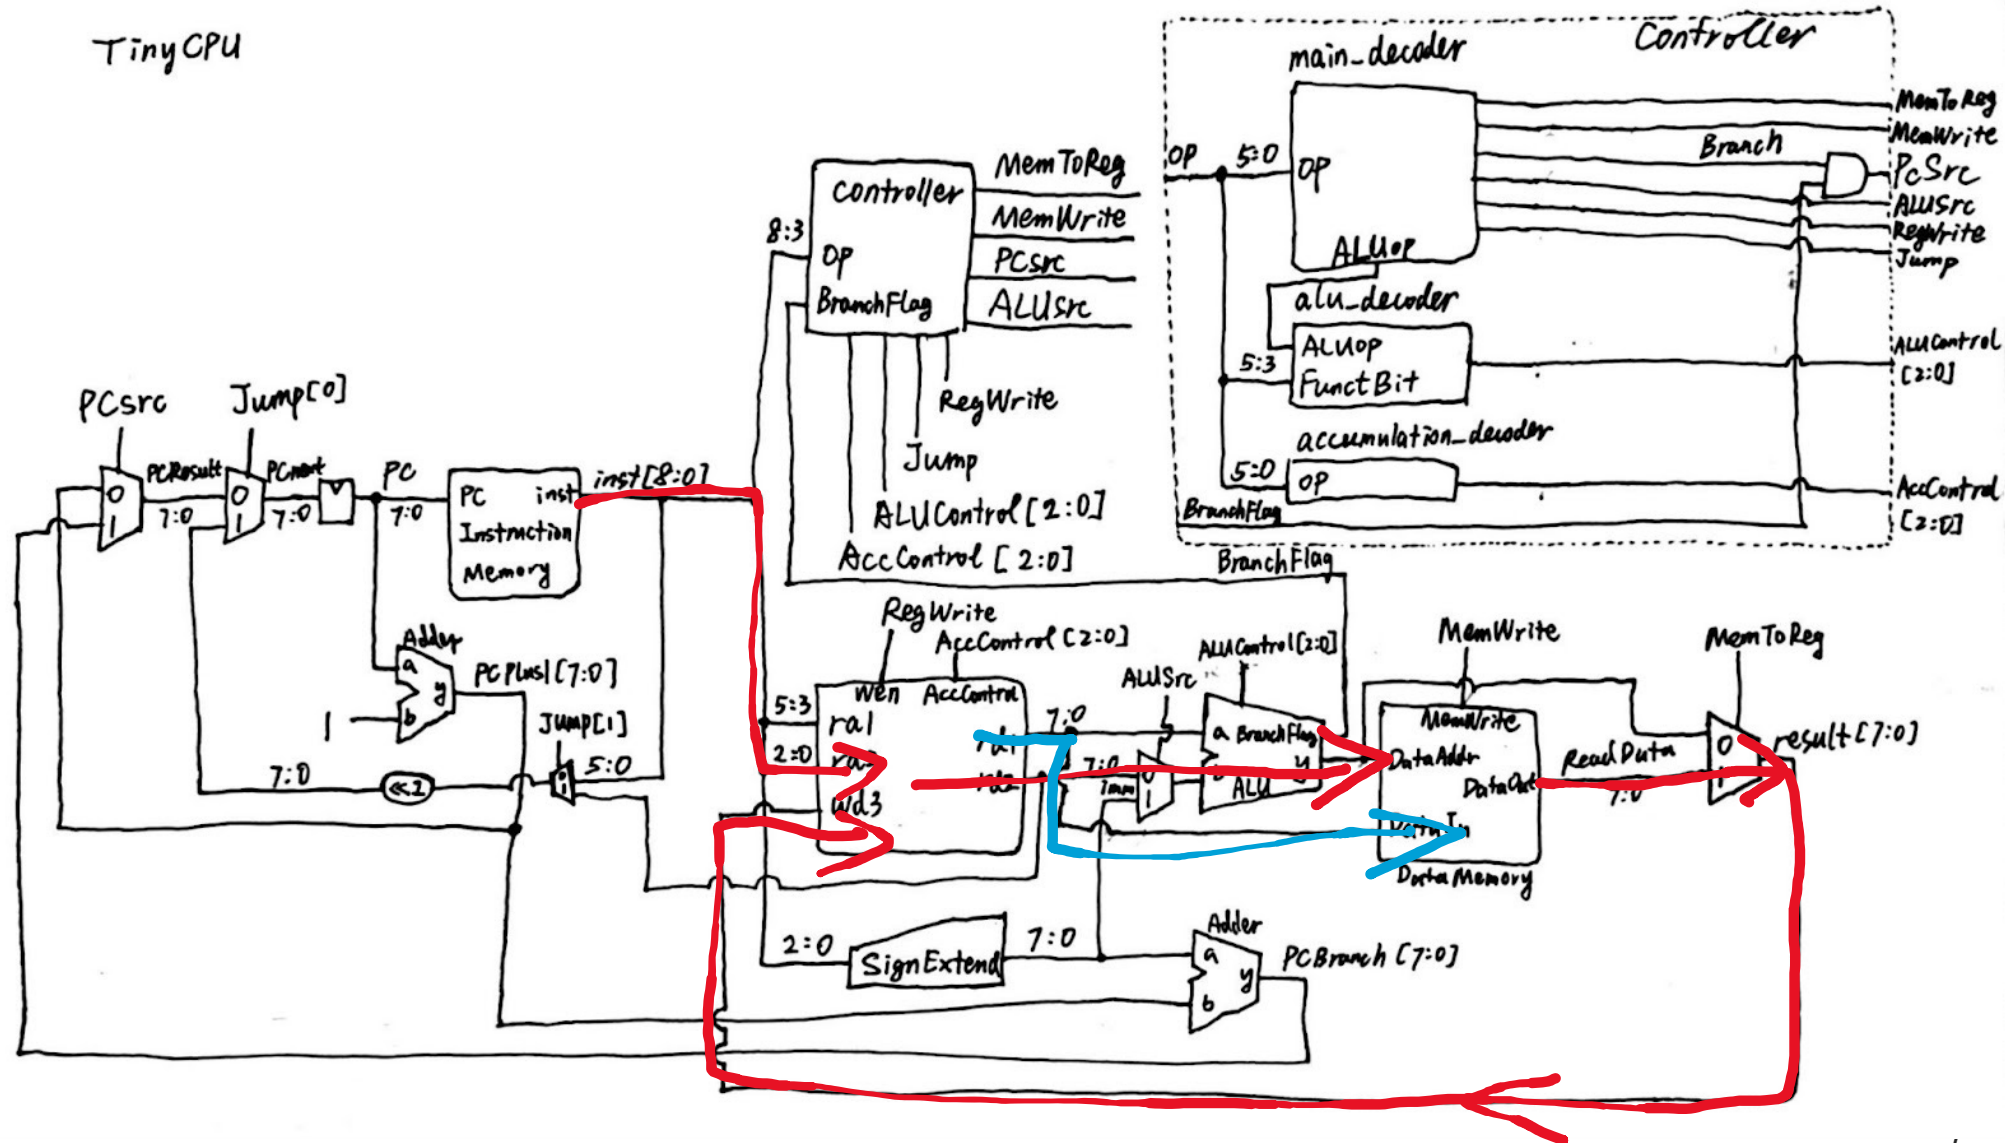 TinyCPU
Controller
main_decoder
OP
5:0
OP
ALUop
MemToReg
MemWrite
Branch
PcSrc
ALUSrc
RegWrite
Jump
alu_decoder
5:3
ALUop
FunctBit
ALUControl
[2:0]
accumulation_decoder
5:0
OP
AccControl
[2:0]
BranchFlag
controller
8:3
OP
BranchFlag
MemToReg
MemWrite
PCsrc
ALUsrc
RegWrite
Jump
ALUControl [2:0]
AccControl [2:0]
BranchFlag
PCsrc
Jump[0]
0
1
PCResult
7:0
0
1
PCnext
7:0
PC
7:0
PC
inst
Instruction
Memory
inst[8:0]
Adder
a
b
y
1
PCPlus1[7:0]
Jump[1]
5:0
7:0
<<2
RegWrite
AccControl [2:0]
wen
AccControl
5:3
ra1
2:0
wd3
7:0
7:0
imm
ALUSrc
0
1
ALUControl[2:0]
a
BranchFlag
ALU
y
MemWrite
MemWrite
DataAddr
DataOut
DataIn
Data Memory
ReadData
7:0
MemToReg
0
result[7:0]
2:0
SignExtend
7:0
Adder
a
b
y
PCBranch [7:0]